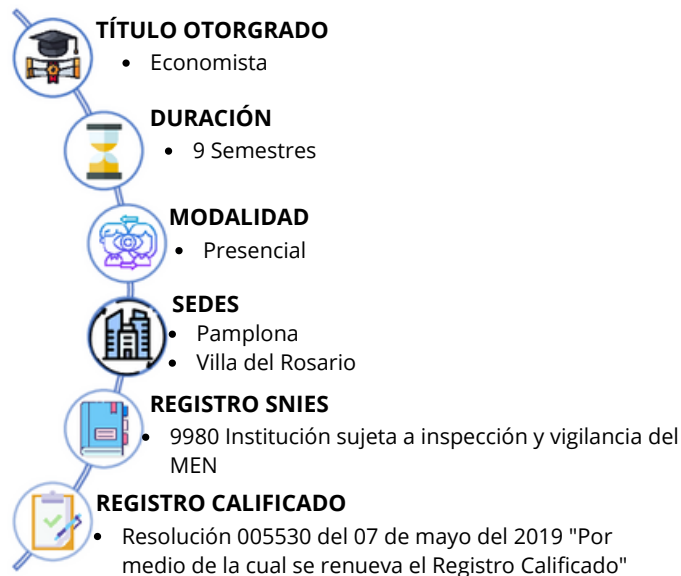 TÍTULO OTORGRADO
• Economista
DURACIÓN
• 9 Semestres
MODALIDAD
• Presencial
SEDES
• Pamplona
• Villa del Rosario
REGISTRO SNIES
• 9980 Institución sujeta a inspección y vigilancia del
MEN
REGISTRO CALIFICADO
• Resolución 005530 del 07 de mayo del 2019 "Por
medio de la cual se renueva el Registro Calificado"